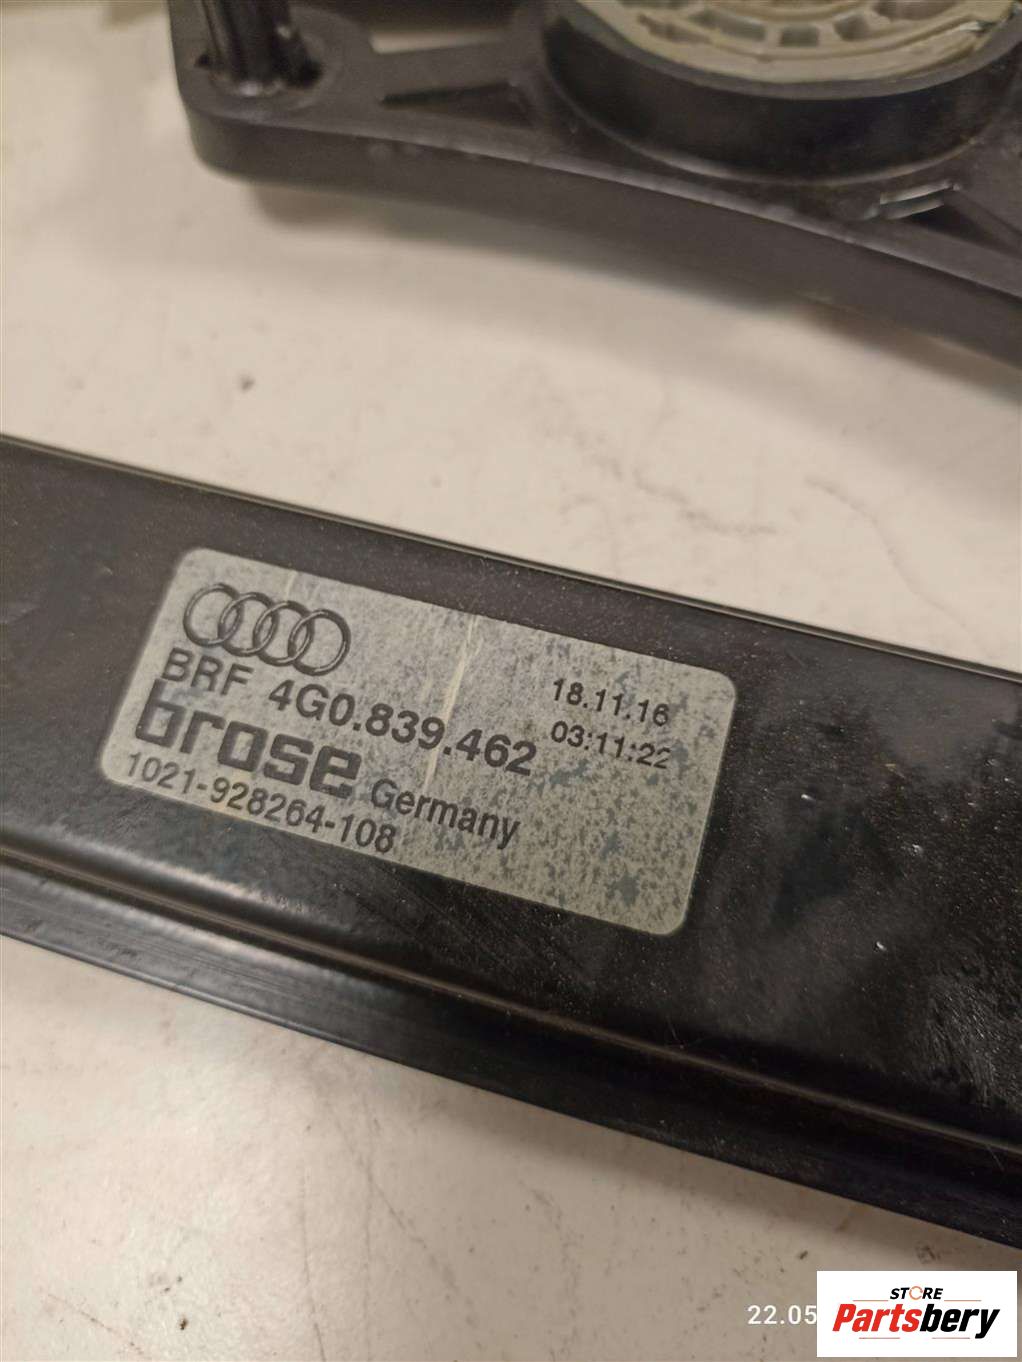 BRF 4G0.839.462
18.11.16
03:11:22
brose Germany
1021-928264-108
22.05
STORE
Partsbery